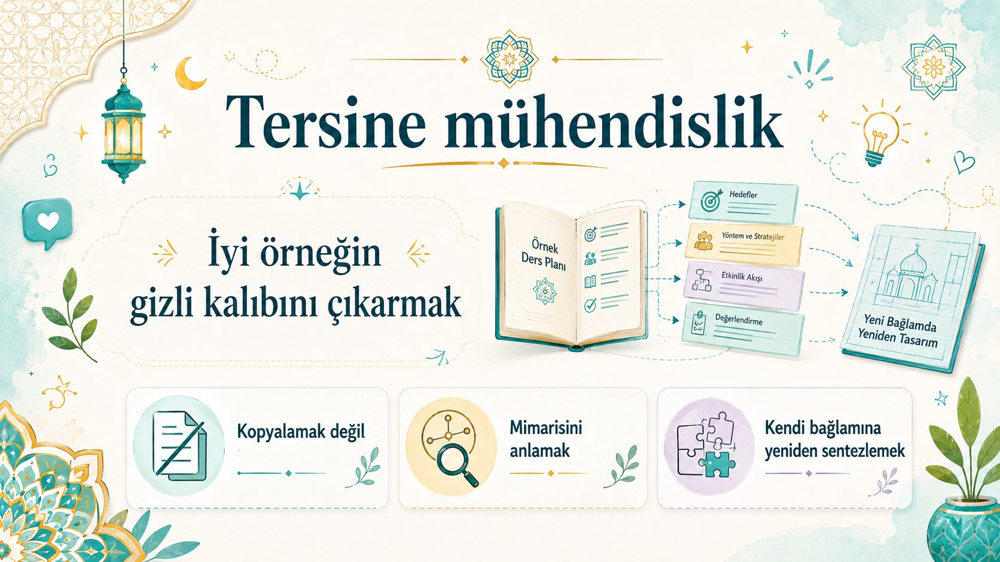 Tersine mühendislik
İyi örneğin
gizli kalıbını çıkarmak
Örnek
Ders Planı
Hedefler
Yöntem ve Stratejiler
Etkinlik Akışı
Değerlendirme
Yeni Bağlamda
Yeniden Tasarım
Kopyalamak değil
Mimarisini
anlamak
Kendi bağlamına
yeniden sentezlemek